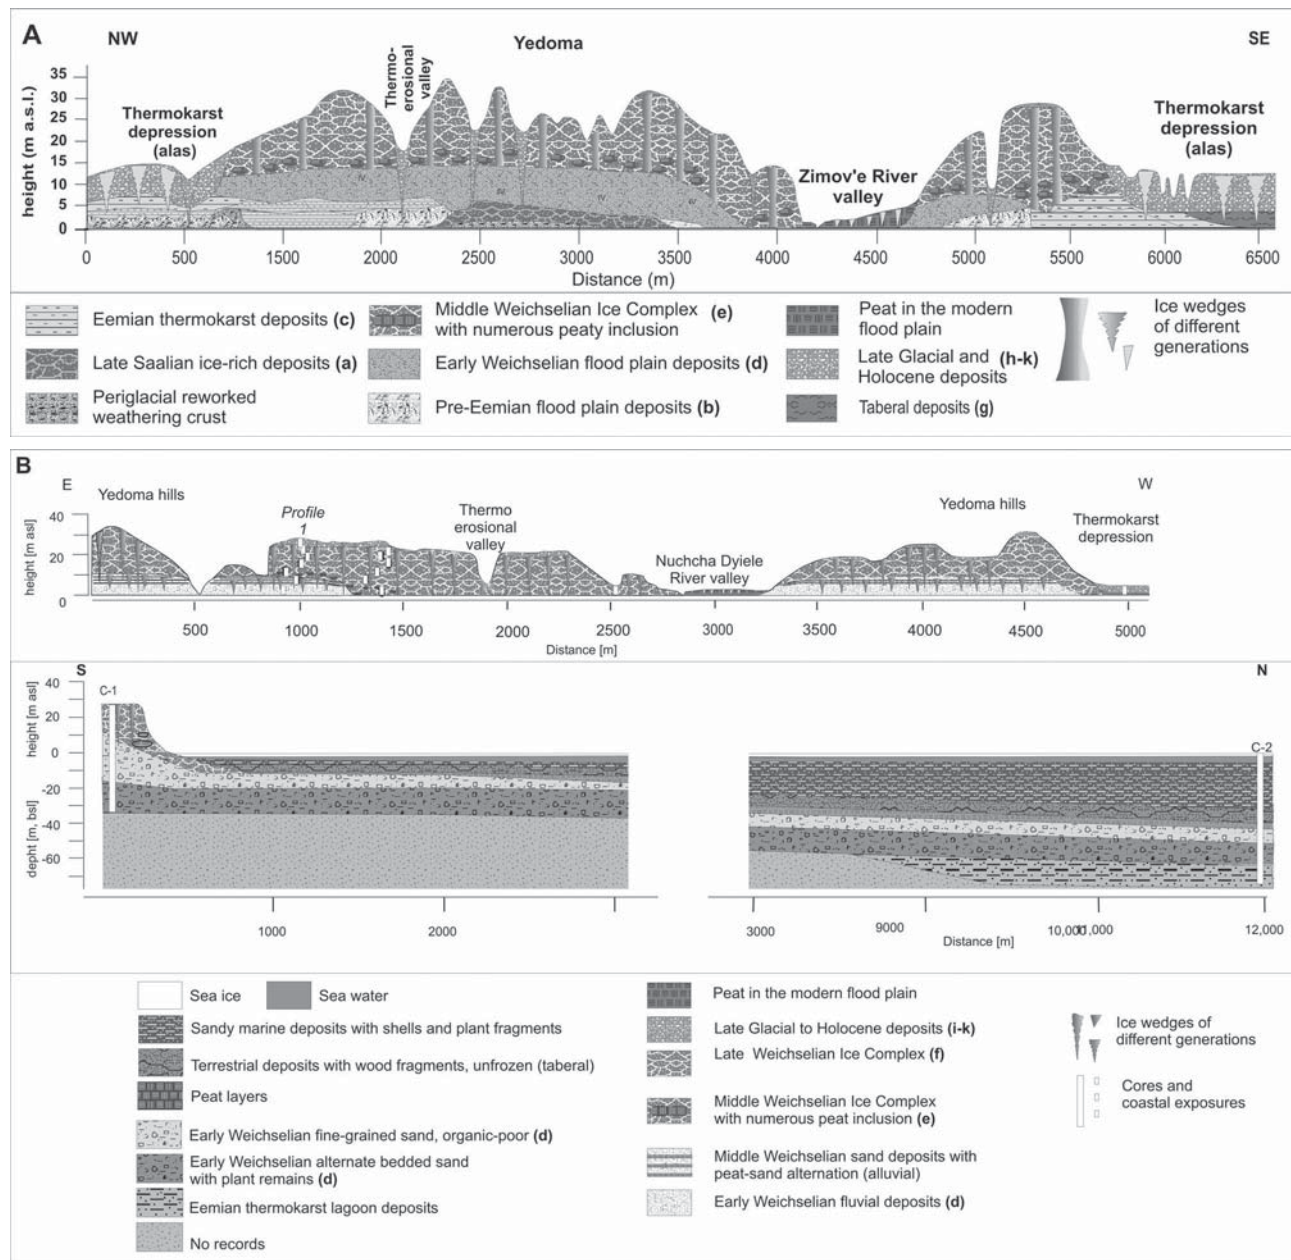 A
NW
Yedoma
SE
Thermo-
erosional
valley
Thermokarst
depression
(alas)
Thermokarst
depression
(alas)
Zimov'e River
valley
height (m a.s.l.)
35
30
25
20
15
10
5
0
0 500 1000 1500 2000 2500 3000 3500 4000 4500 5000 5500 6000 6500
Distance (m)
Eemian thermokarst deposits (c)
Late Saalian ice-rich deposits (a)
Periglacial reworked
weathering crust
Middle Weichselian Ice Complex (e)
with numerous peaty inclusion
Early Weichselian flood plain deposits (d)
Pre-Eemian flood plain deposits (b)
Peat in the modern
flood plain
Late Glacial and (h-k)
Holocene deposits
Taberal deposits (g)
Ice wedges
of different
generations
B
E
W
Yedoma hills
Profile
1
Thermo
erosional
valley
Nuchcha Dyiele
River valley
Yedoma hills
Thermokarst
depression
height [m asl]
40
20
0
500 1000 1500 2000 2500 3000 3500 4000 4500 5000
Distance [m]
S
N
C-1
C-2
height [m asl]
depht [m, bsl]
40
20
0
-20
-40
-60
1000 2000 3000 9000 10,000 11,000 12,000
Distance [m]
Sea ice
Sea water
Sandy marine deposits with shells and plant fragments
Terrestrial deposits with wood fragments, unfrozen (taberal)
Peat layers
Early Weichselian fine-grained sand, organic-poor (d)
Early Weichselian alternate bedded sand
with plant remains (d)
Eemian thermokarst lagoon deposits
No records
Peat in the modern flood plain
Late Glacial to Holocene deposits (i-k)
Late Weichselian Ice Complex (f)
Middle Weichselian Ice Complex
with numerous peat inclusion (e)
Middle Weichselian sand deposits with
peat-sand alternation (alluvial)
Early Weichselian fluvial deposits (d)
Ice wedges of
different generations
Cores and
coastal exposures